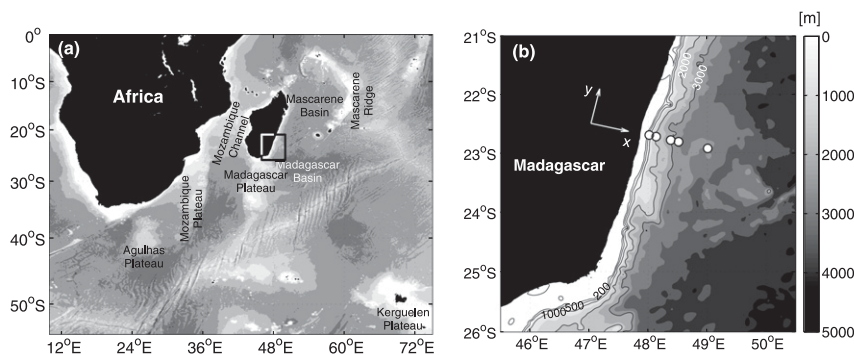 (a)
0°
10°S
20°S
30°S
40°S
50°S
12°E
24°E
36°E
48°E
60°E
72°E
Africa
Mozambique
Channel
Mascarene
Basin
Mascarene
Ridge
Madagascar
Basin
Madagascar
Plateau
Mozambique
Plateau
Agulhas
Plateau
Kerguelen
Plateau
(b)
21°S
22°S
23°S
24°S
25°S
26°S
46°E
47°E
48°E
49°E
50°E
Madagascar
y
x
2000
3000
1000
500
200
[m]
0
1000
2000
3000
4000
5000